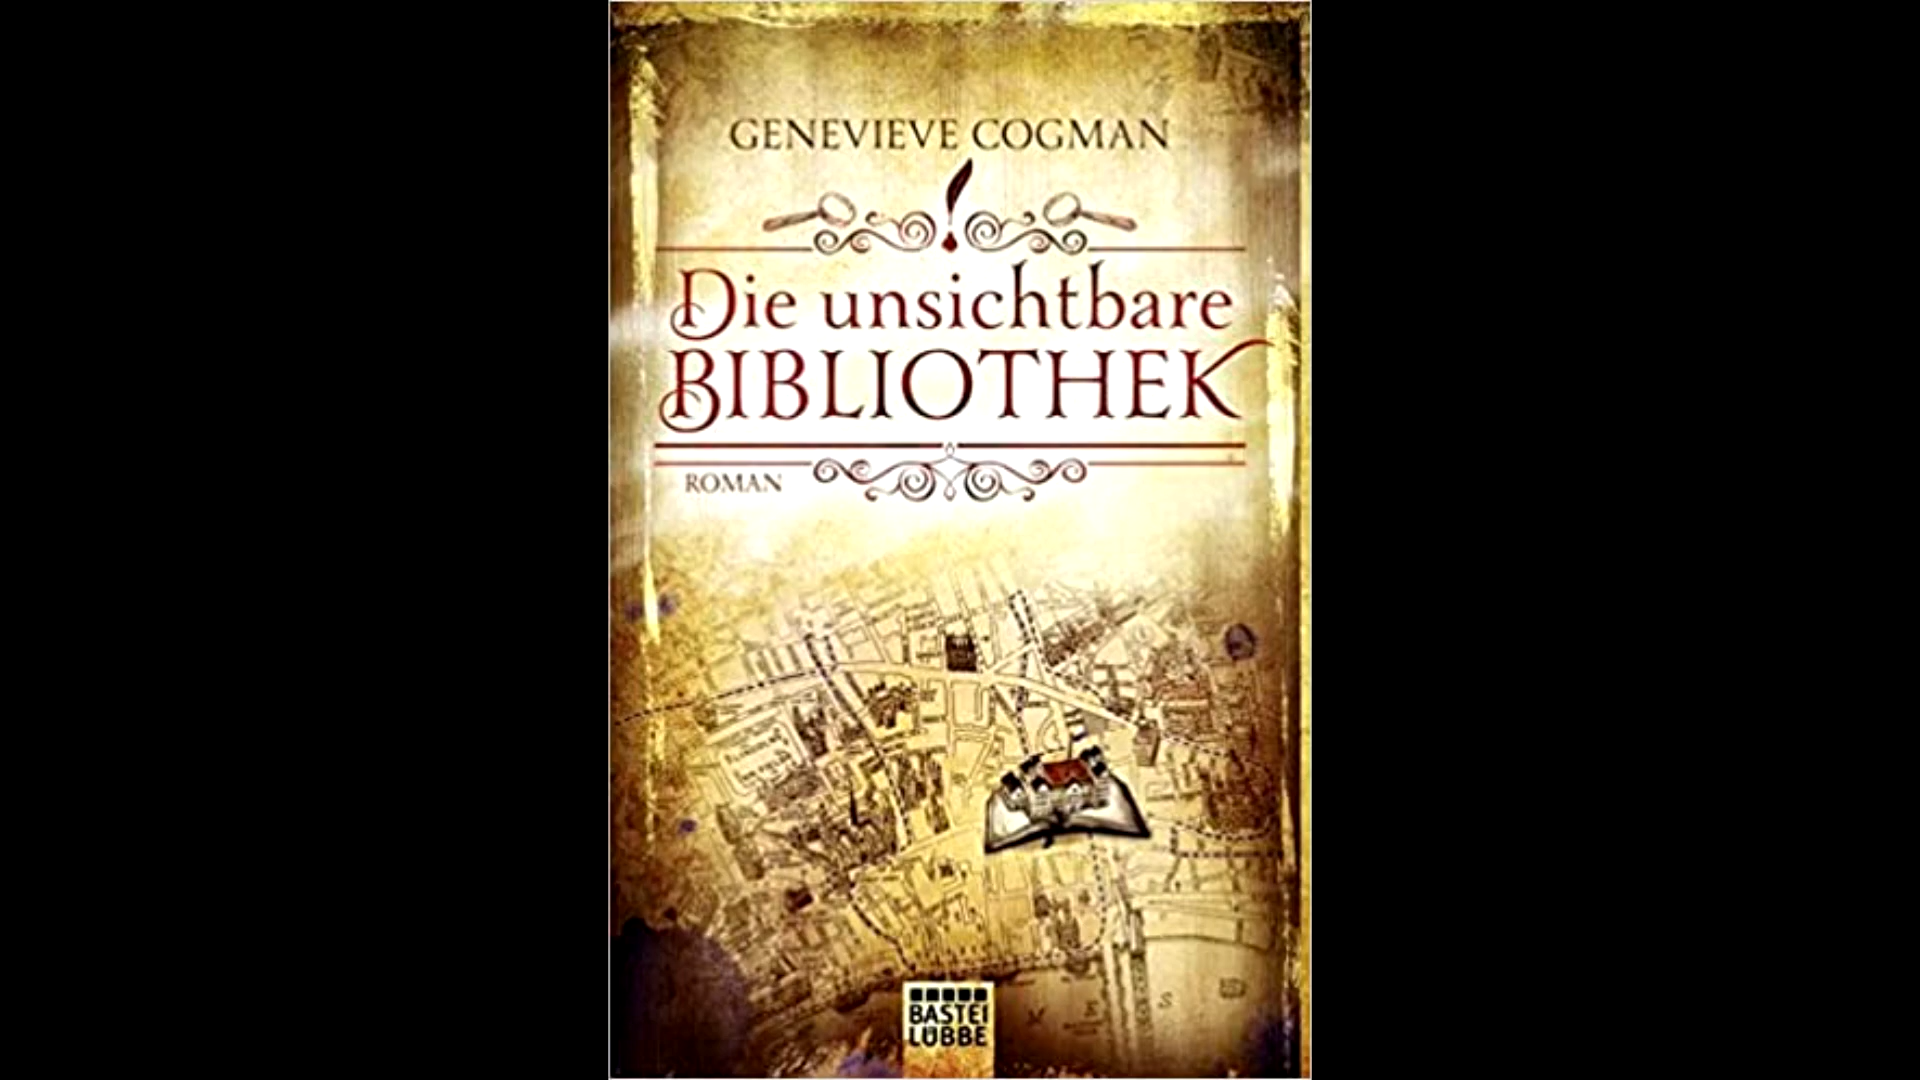 GENEVIEVE COGMAN
Die unsichtbare
BIBLIOTHEK
ROMAN
BASTEI
LÜBBE